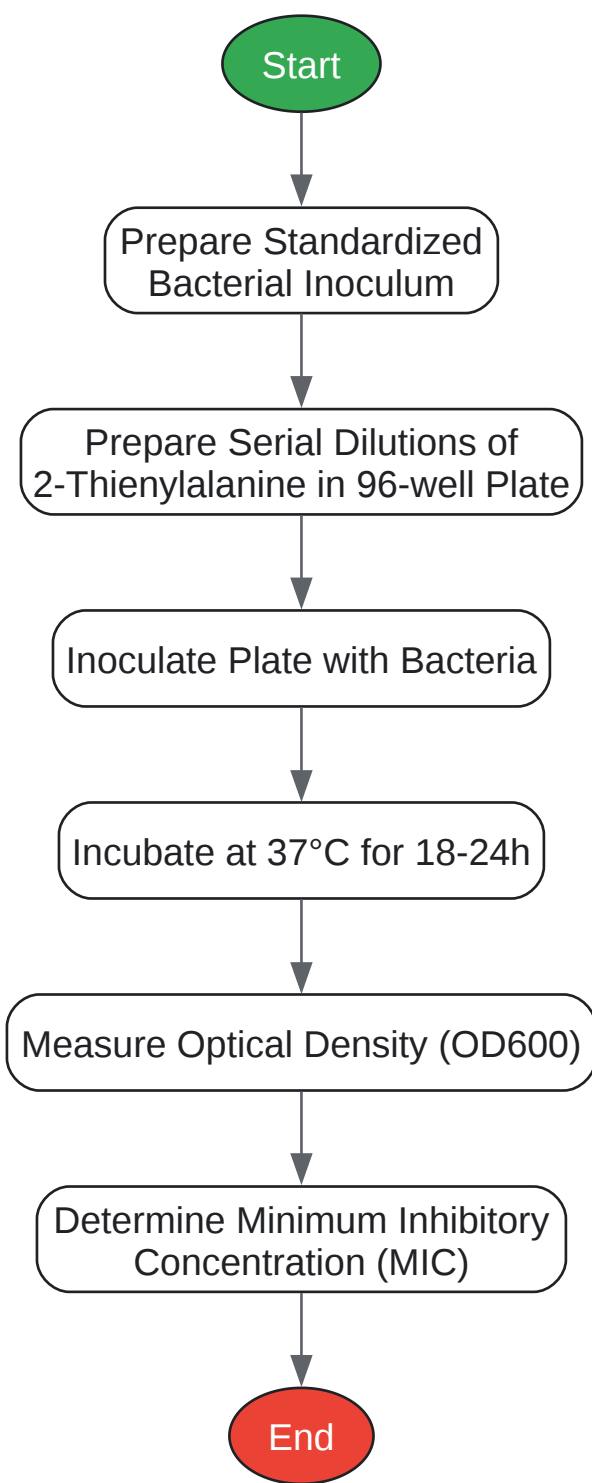 Start
Prepare Standardized
Bacterial Inoculum
Prepare Serial Dilutions of
2-Thienylalanine in 96-well Plate
Inoculate Plate with Bacteria
Incubate at 37°C for 18-24h
Measure Optical Density (OD600)
Determine Minimum Inhibitory
Concentration (MIC)
End